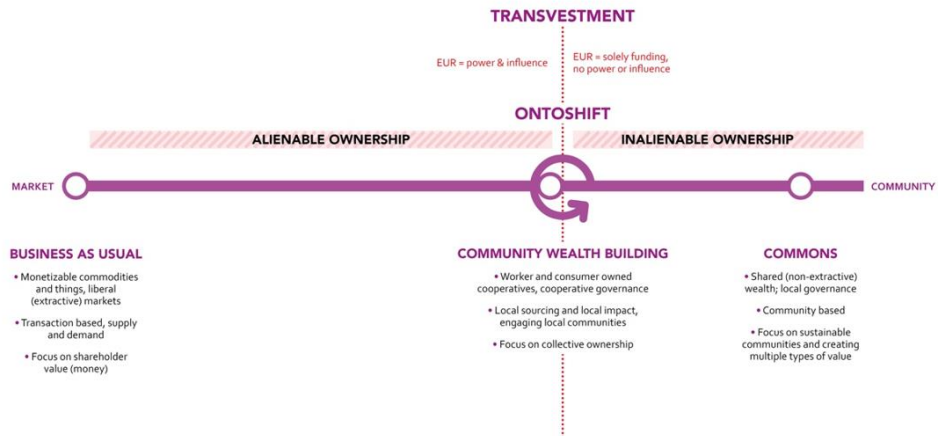 TRANSVESTMENT
EUR = power & influence
EUR = solely funding,
no power or influence
ONTOSHIFT
ALIENABLE OWNERSHIP
INALIENABLE OWNERSHIP
MARKET
COMMUNITY
BUSINESS AS USUAL
• Monetizable commodities
and things, liberal
(extractive) markets
• Transaction based, supply
and demand
• Focus on shareholder
value (money)
COMMUNITY WEALTH BUILDING
• Worker and consumer owned
cooperatives, cooperative governance
• Local sourcing and local impact,
engaging local communities
• Focus on collective ownership
COMMONS
• Shared (non-extractive)
wealth; local governance
• Community based
• Focus on sustainable
communities and creating
multiple types of value